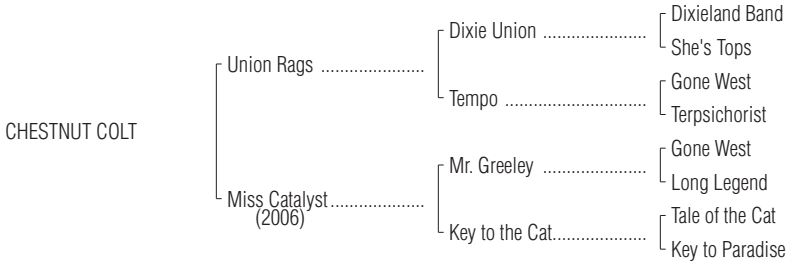 Dixieland Band
Dixie Union ......................
She's Tops
Union Rags ......................
Gone West
Tempo ..............................
Terpsichorist
CHESTNUT COLT
Gone West
Mr. Greeley ......................
Long Legend
Miss Catalyst....................
(2006)
Tale of the Cat
Key to the Cat....................
Key to Paradise